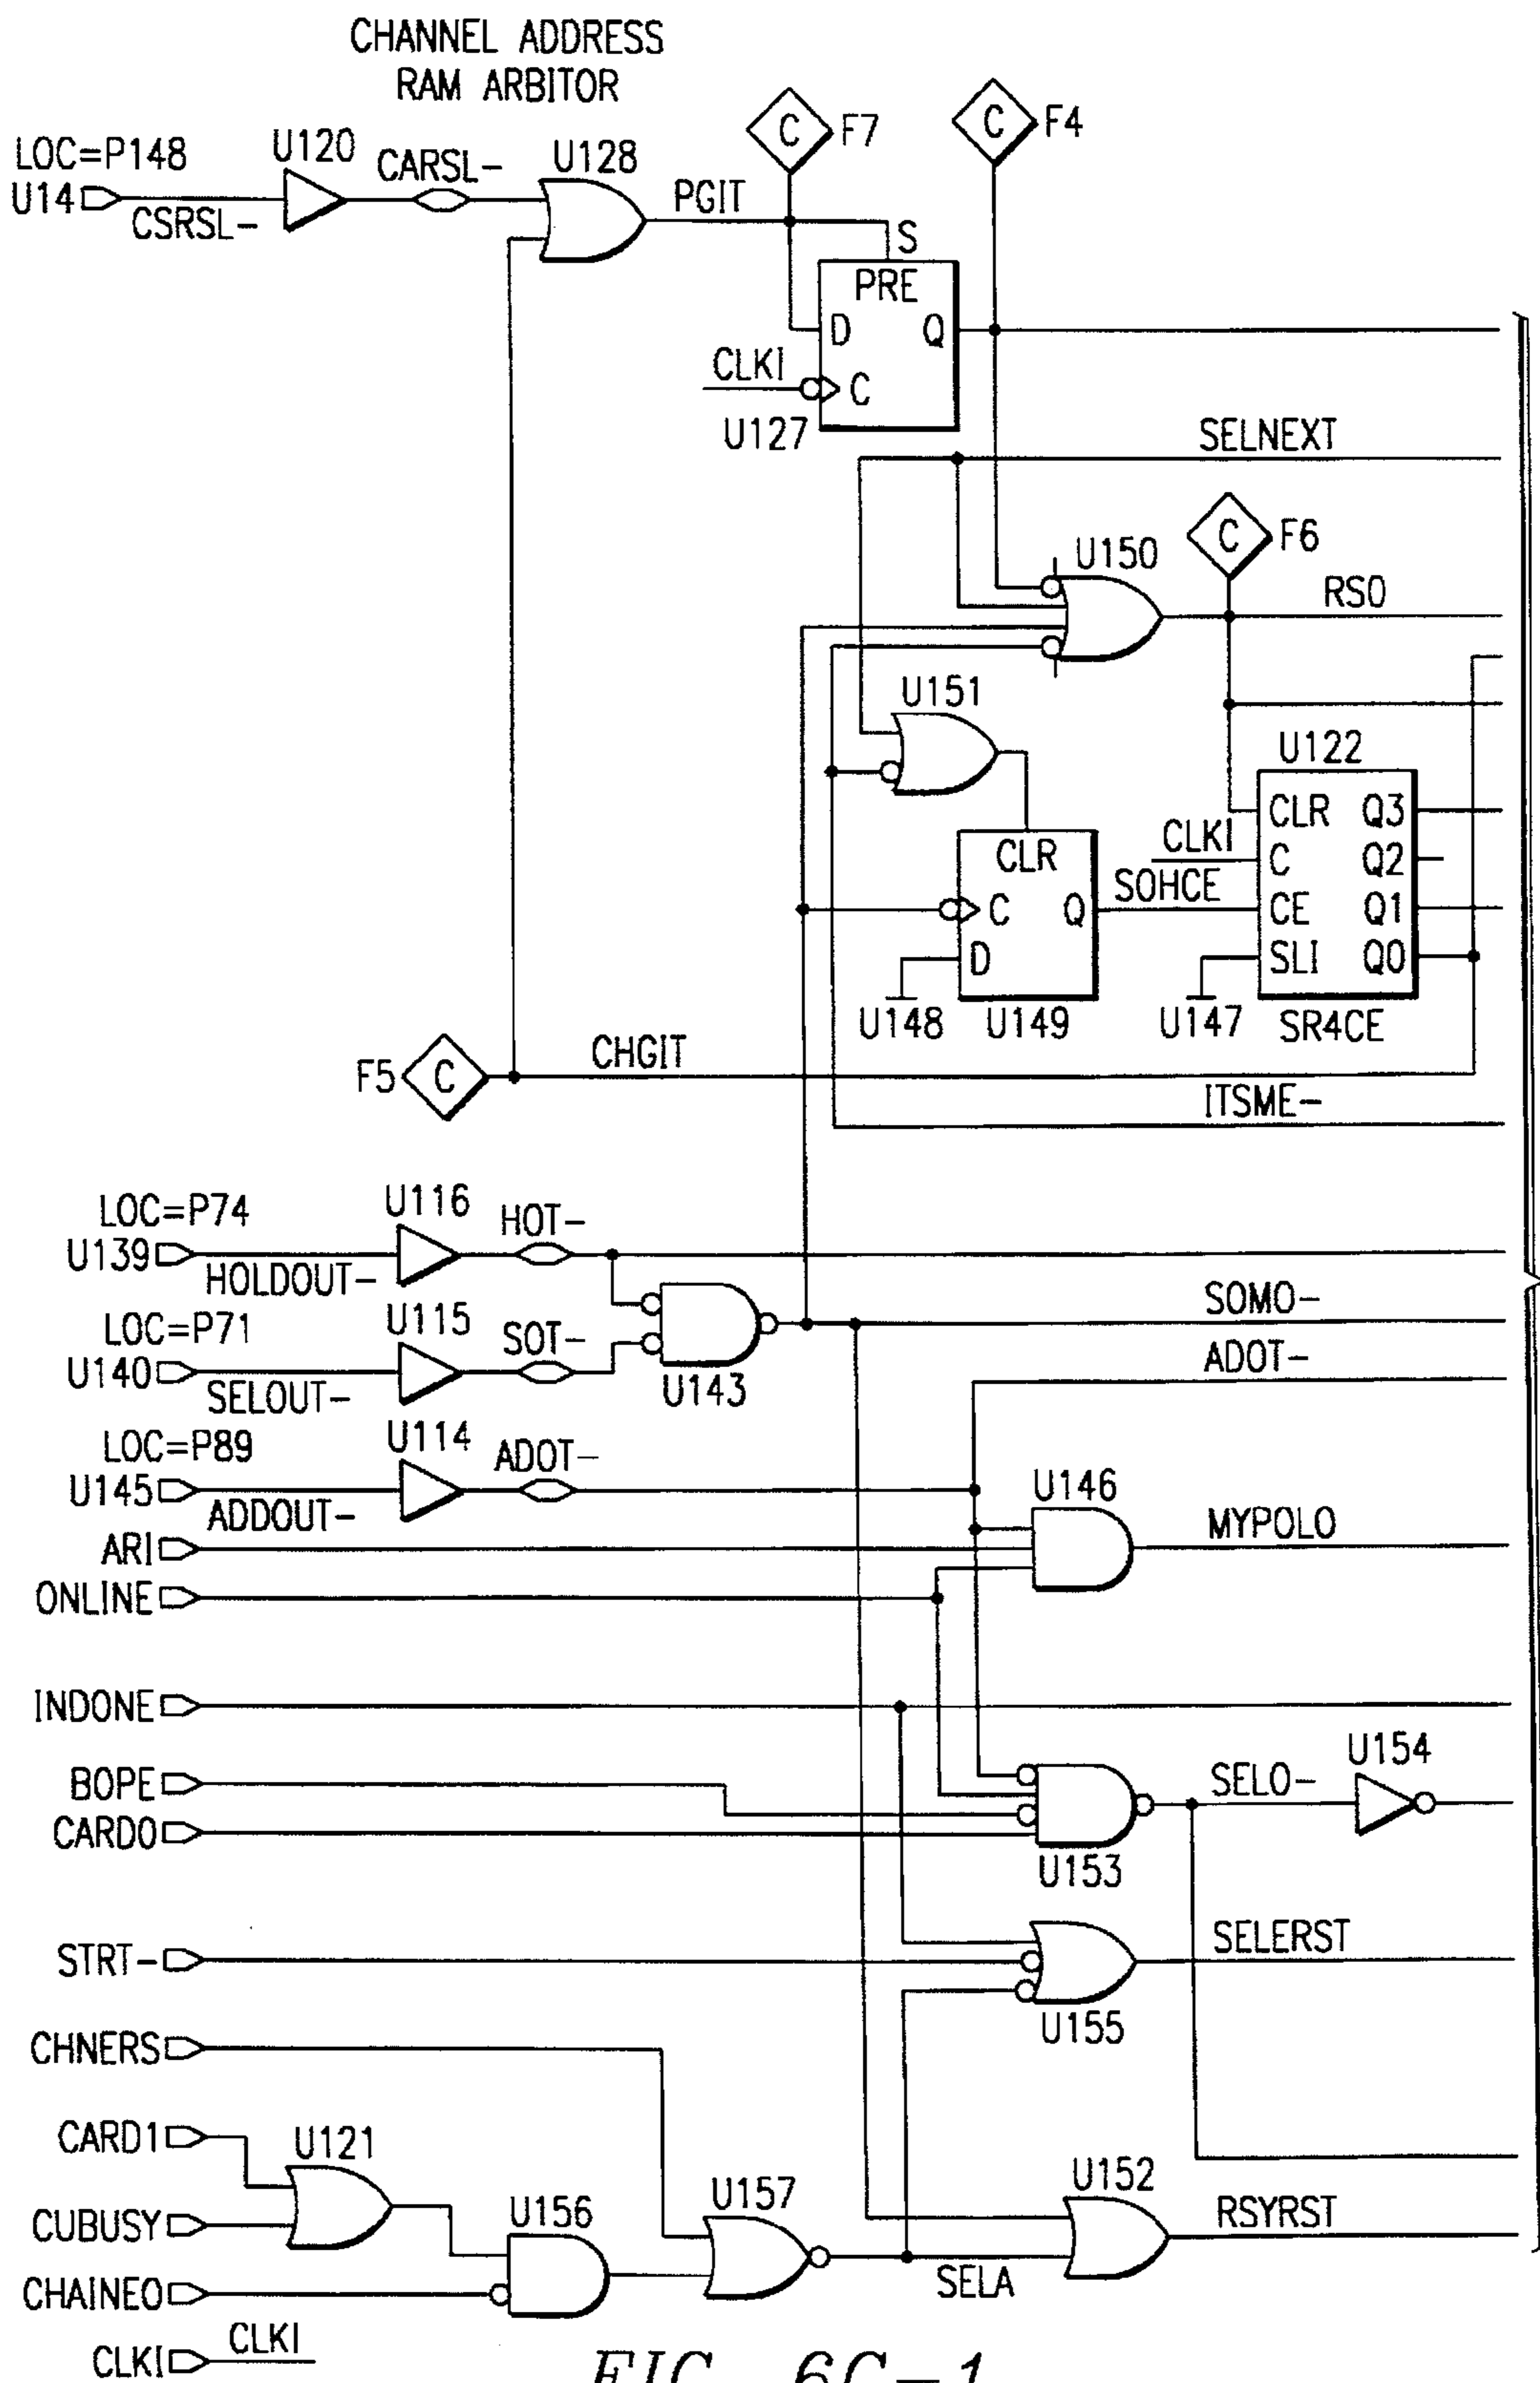 CHANNEL ADDRESS
RAM ARBITOR
LOC=P148
U14
CSRSL-
U120
CARSL-
U128
PGIT
C F7
C F4
S
PRE
D Q
CLKI
C
U127
SELNEXT
U150
C F6
RS0
U151
U122
CLR Q3
CLKI
C Q2
SOHCE
CE Q1
SLI Q0
CLR
C Q
D
U148
U149
U147
SR4CE
F5 C
CHGIT
ITSME-
LOC=P74
U139
HOLDOUT-
U116
HOT-
LOC=P71
U140
SELOUT-
U115
SOT-
U143
SOMO-
ADOT-
LOC=P89
U145
ADDOUT-
U114
ADOT-
ARI
U146
MYPOLO
ONLINE
INDONE
BOPE
CARD0
U153
SELO-
U154
STRT-
U155
SELERST
CHNERS
CARD1
U121
CUBUSY
U156
CHAINEO
U157
SELA
U152
RSYRST
CLKI
CLKI
FIG. 6C-1